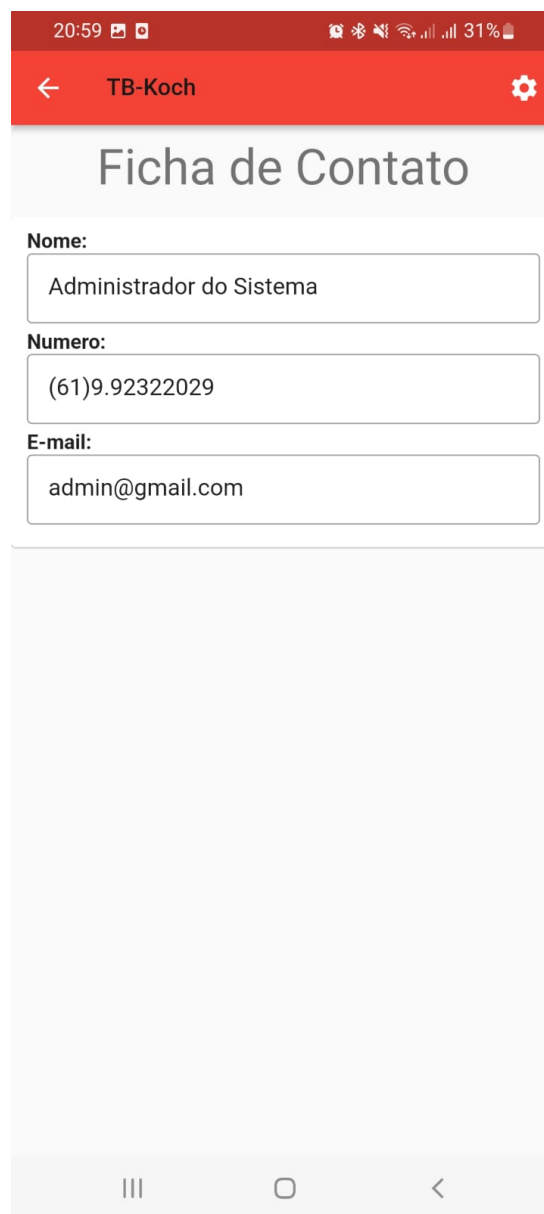 20:59 31%
TB-Koch
Ficha de Contato
Nome:
Administrador do Sistema
Numero:
(61)9.92322029
E-mail:
admin@gmail.com